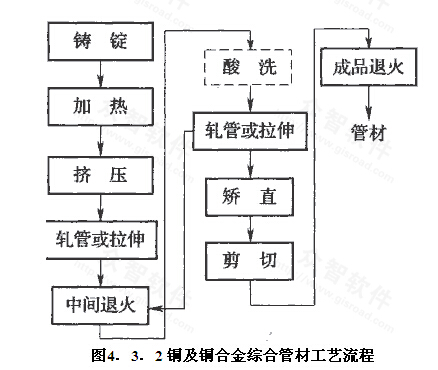 铸 锭
加 热
挤 压
轧管或拉伸
中间退火
酸 洗
轧管或拉伸
矫 直
剪 切
成品退火
管材
图4. 3. 2 铜及铜合金综合管材工艺流程